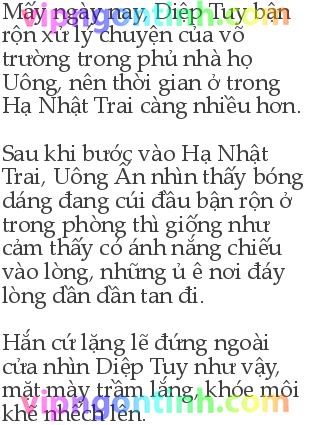 Mấy ngày nay, Diệp Tuy bận
vipngontinh.com
rộn xử lý chuyện của võ
trường trong phủ nhà họ
Uông, nên thời gian ở trong
Hạ Nhật Trai càng nhiều hơn.
Sau khi bước vào Hạ Nhật
Trai, Uông Ấn nhìn thấy bóng
dáng đang cúi đầu bận rộn ở
trong phòng thì giống như
cảm thấy có ánh nắng chiếu
vào lòng, những ủ ê nơi đáy
lòng dần dần tan đi.
Hắn cứ lặng lẽ đứng ngoài
cửa nhìn Diệp Tuy như vậy,
mặt mày trầm lắng, khóe môi
vipngontinh.com
khẽ nhếch lên.